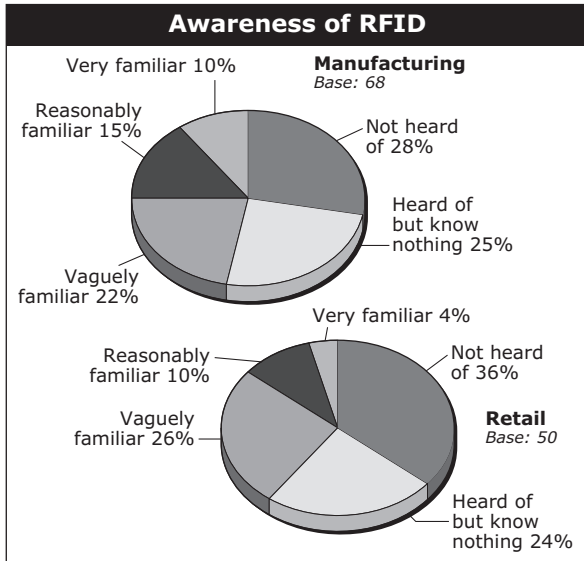 Awareness of RFID
Very familiar 10%
Manufacturing
Base: 68
Reasonably
familiar 15%
Not heard
of 28%
Heard of
but know
nothing 25%
Vaguely
familiar 22%
Very familiar 4%
Reasonably
familiar 10%
Not heard
of 36%
Vaguely
familiar 26%
Retail
Base: 50
Heard of
but know
nothing 24%